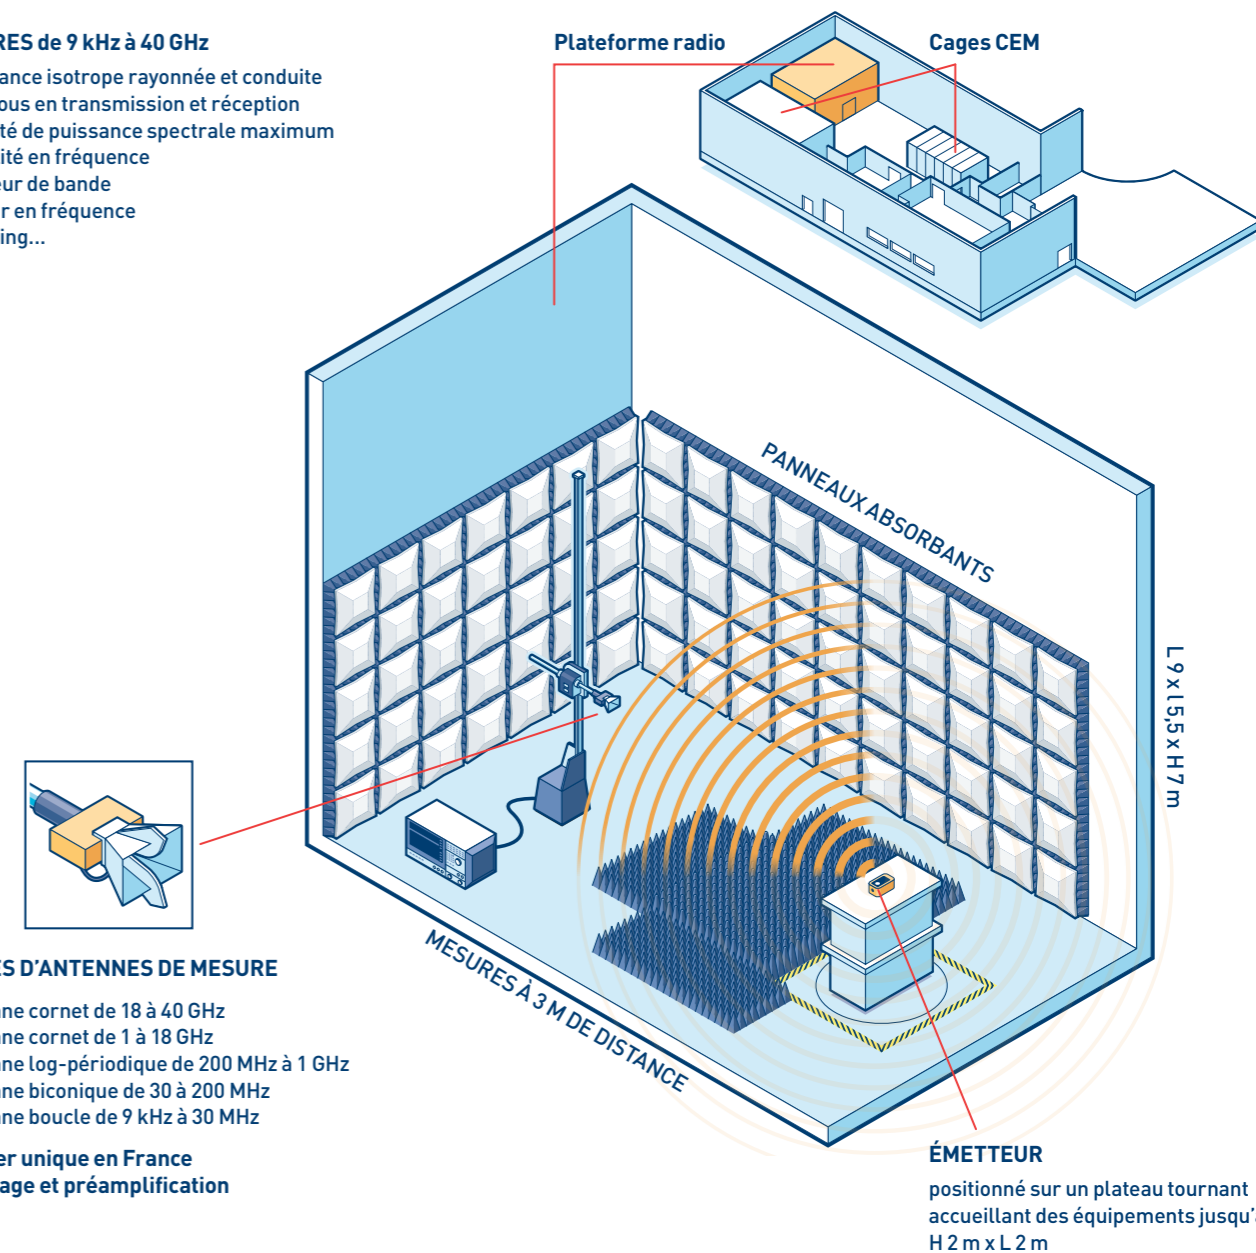 RES de 9 kHz à 40 GHz
ance isotrope rayonnée et conduite
ous en transmission et réception
té de puissance spectrale maximum
ité en fréquence
eur de bande
r en fréquence
ing...
Plateforme radio
Cages CEM
PANNEAUX ABSORBANTS
L 9 x l 5,5 x H 7 m
MESURES À 3 M DE DISTANCE
ES D’ANTENNES DE MESURE
ne cornet de 18 à 40 GHz
ne cornet de 1 à 18 GHz
ne log-périodique de 200 MHz à 1 GHz
ne biconique de 30 à 200 MHz
ne boucle de 9 kHz à 30 MHz
er unique en France
age et préamplification
ÉMETTEUR
positionné sur un plateau tournant
accueillant des équipements jusqu’
H 2 m x L 2 m